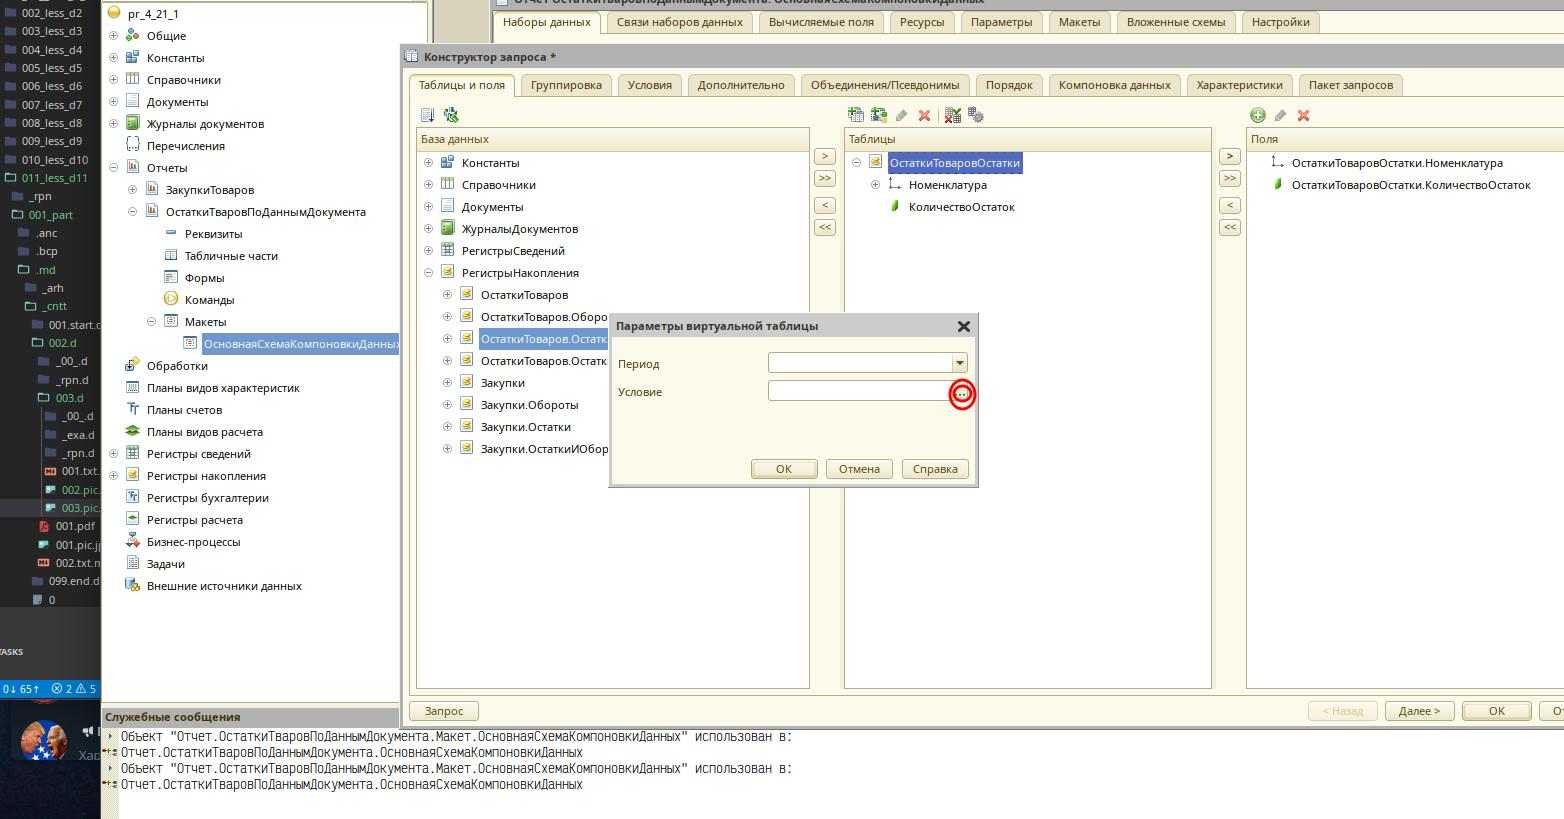 002_less_d2
003_less_d3
004_less_d4
005_less_d5
006_less_d6
007_less_d7
008_less_d8
009_less_d9
010_less_d10
011_less_d11
_rpn
001_part
.anc
.bcp
.md
_arh
_cntt
001.start.
002.d
_00_.d
_rpn.d
003.d
_00_.d
_exa.d
_rpn.d
001.txt.
002.pic.
003.pic.
001.pdf
001.pic.j
002.txt.
099.end.d
0
TASKS
0↓ 65↑ 2 5
Хар
pr_4_21_1
Общие
Константы
Справочники
Документы
Журналы документов
Перечисления
Отчеты
ЗакупкиТоваров
ОстаткиТваровПоДаннымДокумента
Реквизиты
Табличные части
Формы
Команды
Макеты
ОсновнаяСхемаКомпоновкиДанных
Обработки
Планы видов характеристик
Планы счетов
Планы видов расчета
Регистры сведений
Регистры накопления
Регистры бухгалтерии
Регистры расчета
Бизнес-процессы
Задачи
Внешние источники данных
Отчет ОстаткиТваровПоДаннымДокумента: ОсновнаяСхемаКомпоновкиДанных
Наборы данных
Связи наборов данных
Вычисляемые поля
Ресурсы
Параметры
Макеты
Вложенные схемы
Настройки
Конструктор запроса *
Таблицы и поля
Группировка
Условия
Дополнительно
Объединения/Псевдонимы
Порядок
Компоновка данных
Характеристики
Пакет запросов
База данных
Константы
Справочники
Документы
ЖурналыДокументов
РегистрыСведений
РегистрыНакопления
ОстаткиТоваров
ОстаткиТоваров.Оборо
ОстаткиТоваров.Остатк
ОстаткиТоваров.Остатк
Закупки
Закупки.Обороты
Закупки.Остатки
Закупки.ОстаткиИОбор
>
>>
<
<<
Таблицы
ОстаткиТоваровОстатки
Номенклатура
КоличествоОстаток
>
>>
<
<<
Поля
ОстаткиТоваровОстатки.Номенклатура
ОстаткиТоваровОстатки.КоличествоОстаток
Параметры виртуальной таблицы
Период
Условие
...
ОК
Отмена
Справка
Запрос
< Назад
Далее >
ОК
От
Служебные сообщения
Объект "Отчет.ОстаткиТваровПоДаннымДокумента.Макет.ОсновнаяСхемаКомпоновкиДанных" использован в:
Отчет.ОстаткиТваровПоДаннымДокумента.ОсновнаяСхемаКомпоновкиДанных
Объект "Отчет.ОстаткиТваровПоДаннымДокумента.Макет.ОсновнаяСхемаКомпоновкиДанных" использован в:
Отчет.ОстаткиТваровПоДаннымДокумента.ОсновнаяСхемаКомпоновкиДанных